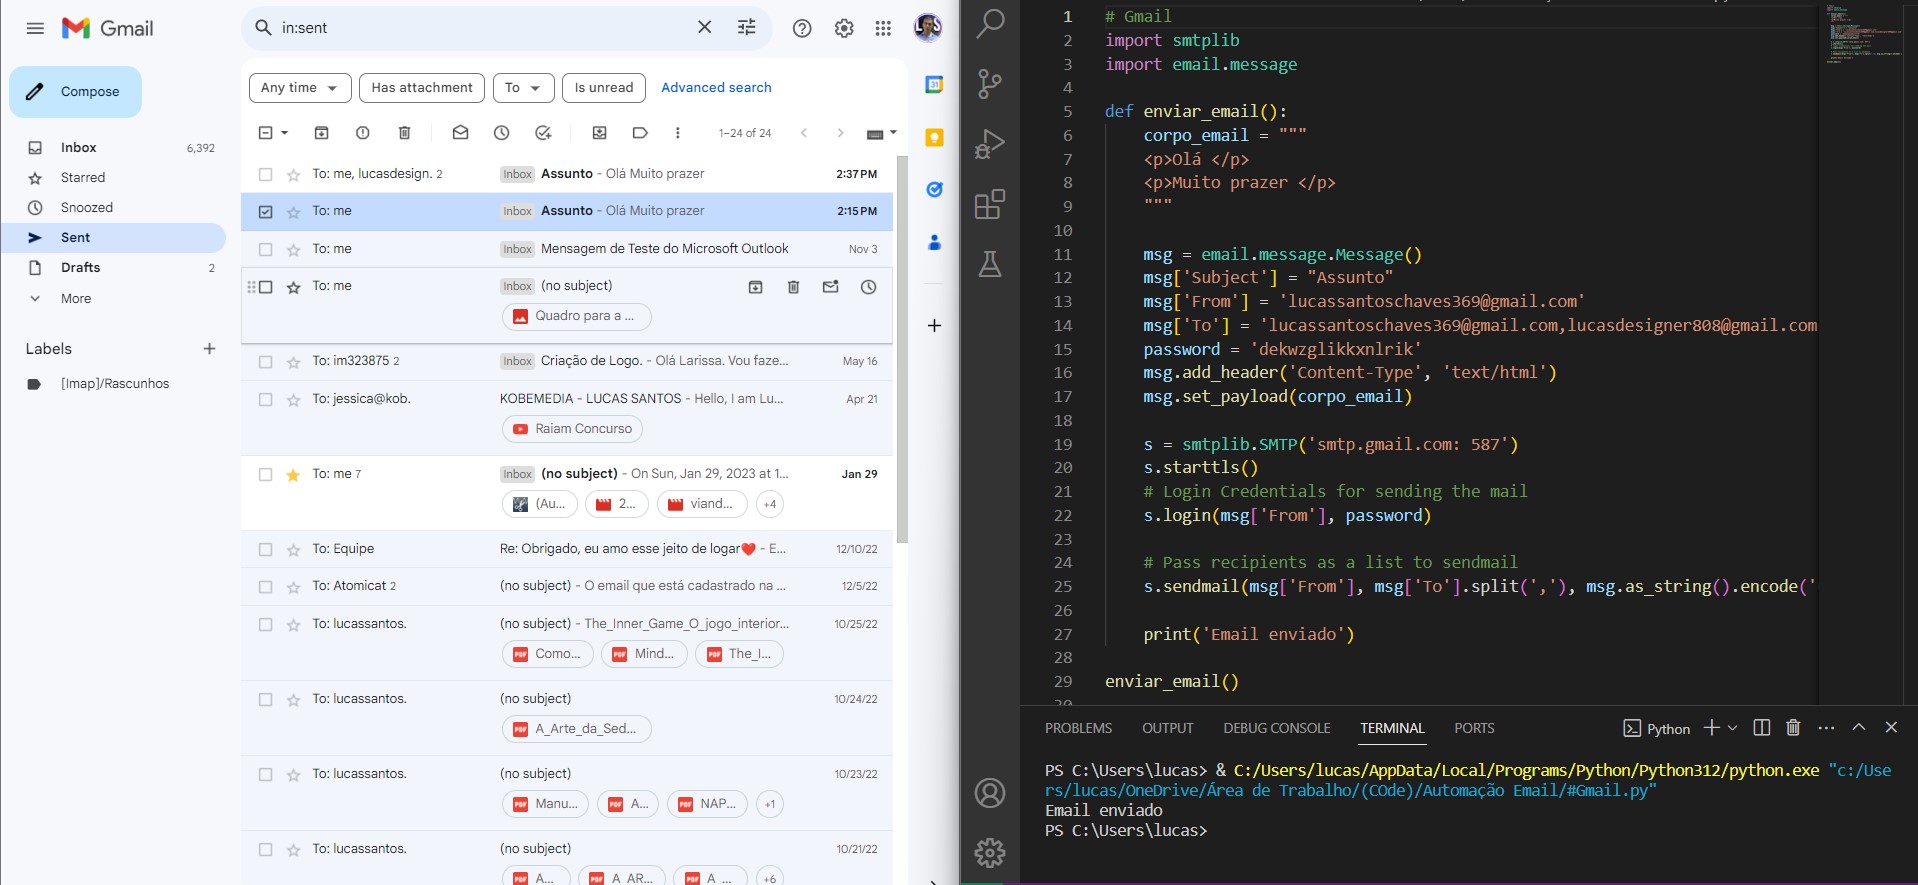 Gmail
in:sent
Compose
Inbox 6,392
Starred
Snoozed
Sent
Drafts 2
More
Labels
[Imap]/Rascunhos
Any time Has attachment To Is unread Advanced search
1–24 of 24
To: me, lucasdesign. 2 Inbox Assunto - Olá Muito prazer 2:37 PM
To: me Inbox Assunto - Olá Muito prazer 2:15 PM
To: me Inbox Mensagem de Teste do Microsoft Outlook Nov 3
To: me Inbox (no subject)
Quadro para a ...
To: im323875 2 Inbox Criação de Logo. - Olá Larissa. Vou faze... May 16
To: jessica@kob. KOBEMEDIA - LUCAS SANTOS - Hello, I am Lu... Apr 21
Raiam Concurso
To: me 7 Inbox (no subject) - On Sun, Jan 29, 2023 at 1... Jan 29
(Au... 2... viand... +4
To: Equipe Re: Obrigado, eu amo esse jeito de logar❤ - E... 12/10/22
To: Atomicat 2 (no subject) - O email que está cadastrado na ... 12/5/22
To: lucassantos. (no subject) - The_Inner_Game_O_jogo_interior... 10/25/22
PDF Como... PDF Mind... PDF The_I...
To: lucassantos. (no subject) 10/24/22
PDF A_Arte_da_Sed...
To: lucassantos. (no subject) 10/23/22
PDF Manu... PDF A... PDF NAP... +1
To: lucassantos. (no subject) 10/21/22
PDF A... PDF A_AR... PDF A_... +6
31
1 # Gmail
2 import smtplib
3 import email.message
4
5 def enviar_email():
6 corpo_email = """
7 <p>Olá </p>
8 <p>Muito prazer </p>
9 """
10
11 msg = email.message.Message()
12 msg['Subject'] = "Assunto"
13 msg['From'] = 'lucassantoschaves369@gmail.com'
14 msg['To'] = 'lucassantoschaves369@gmail.com,lucasdesigner808@gmail.com
15 password = 'dekwzglikkxnlrik'
16 msg.add_header('Content-Type', 'text/html')
17 msg.set_payload(corpo_email)
18
19 s = smtplib.SMTP('smtp.gmail.com: 587')
20 s.starttls()
21 # Login Credentials for sending the mail
22 s.login(msg['From'], password)
23
24 # Pass recipients as a list to sendmail
25 s.sendmail(msg['From'], msg['To'].split(','), msg.as_string().encode('
26
27 print('Email enviado')
28
29 enviar_email()
30
PROBLEMS OUTPUT DEBUG CONSOLE TERMINAL PORTS Python
PS C:\Users\lucas> & C:/Users/lucas/AppData/Local/Programs/Python/Python312/python.exe "c:/Use
rs/lucas/OneDrive/Área de Trabalho/(COde)/Automação Email/#Gmail.py"
Email enviado
PS C:\Users\lucas>